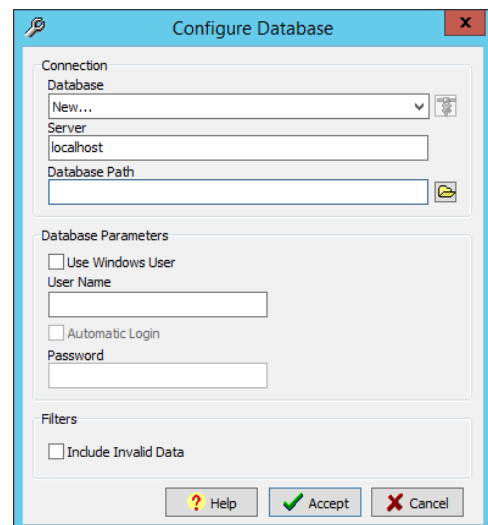 Configure Database
x
Connection
Database
New...
Server
localhost
Database Path
Database Parameters
Use Windows User
User Name
Automatic Login
Password
Filters
Include Invalid Data
? Help Accept Cancel